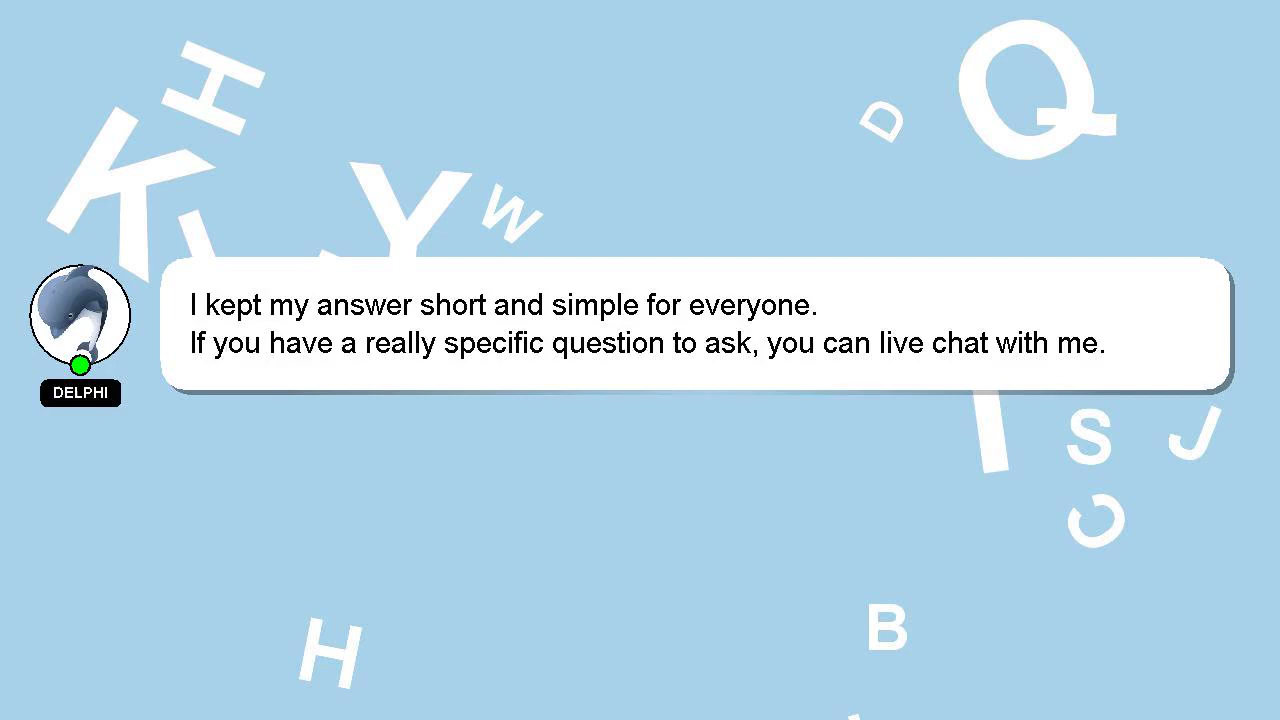 H
K
Y
W
D
Q
I kept my answer short and simple for everyone.
If you have a really specific question to ask, you can live chat with me.
DELPHI
S
J
C
B
H